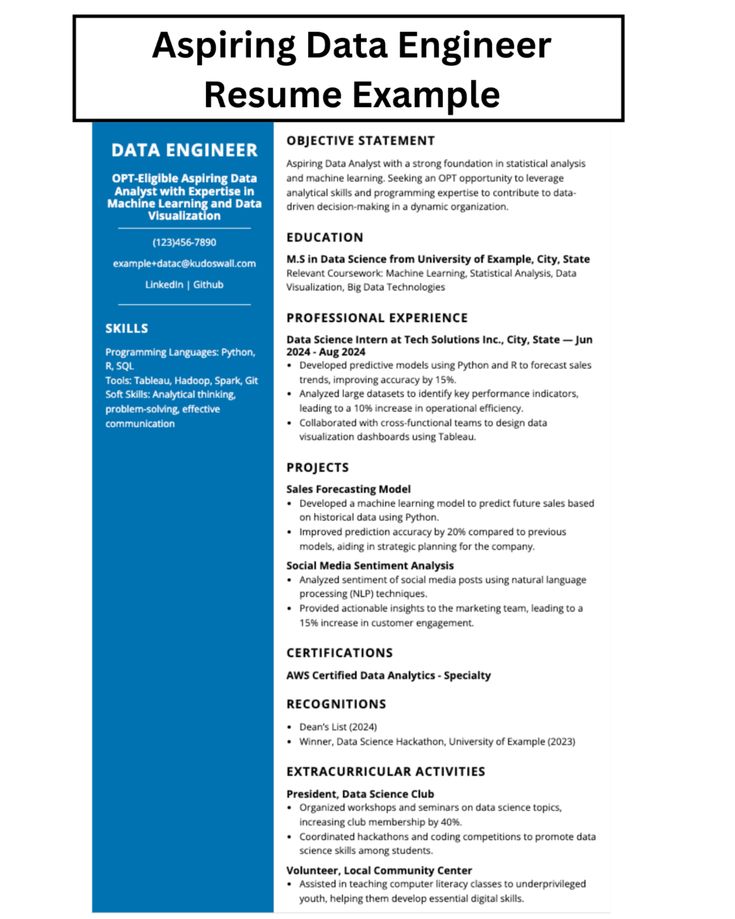 Aspiring Data Engineer
Resume Example
DATA ENGINEER
OPT-Eligible Aspiring Data
Analyst with Expertise in
Machine Learning and Data
Visualization
(123)456-7890
example+datac@kudoswall.com
LinkedIn | Github
SKILLS
Programming Languages: Python,
R, SQL
Tools: Tableau, Hadoop, Spark, Git
Soft Skills: Analytical thinking,
problem-solving, effective
communication
OBJECTIVE STATEMENT
Aspiring Data Analyst with a strong foundation in statistical analysis
and machine learning. Seeking an OPT opportunity to leverage
analytical skills and programming expertise to contribute to data-
driven decision-making in a dynamic organization.
EDUCATION
M.S in Data Science from University of Example, City, State
Relevant Coursework: Machine Learning, Statistical Analysis, Data
Visualization, Big Data Technologies
PROFESSIONAL EXPERIENCE
Data Science Intern at Tech Solutions Inc., City, State — Jun
2024 - Aug 2024
• Developed predictive models using Python and R to forecast sales
trends, improving accuracy by 15%.
• Analyzed large datasets to identify key performance indicators,
leading to a 10% increase in operational efficiency.
• Collaborated with cross-functional teams to design data
visualization dashboards using Tableau.
PROJECTS
Sales Forecasting Model
• Developed a machine learning model to predict future sales based
on historical data using Python.
• Improved prediction accuracy by 20% compared to previous
models, aiding in strategic planning for the company.
Social Media Sentiment Analysis
• Analyzed sentiment of social media posts using natural language
processing (NLP) techniques.
• Provided actionable insights to the marketing team, leading to a
15% increase in customer engagement.
CERTIFICATIONS
AWS Certified Data Analytics - Specialty
RECOGNITIONS
• Dean's List (2024)
• Winner, Data Science Hackathon, University of Example (2023)
EXTRACURRICULAR ACTIVITIES
President, Data Science Club
• Organized workshops and seminars on data science topics,
increasing club membership by 40%.
• Coordinated hackathons and coding competitions to promote data
science skills among students.
Volunteer, Local Community Center
• Assisted in teaching computer literacy classes to underprivileged
youth, helping them develop essential digital skills.